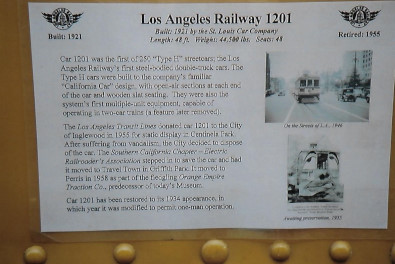 Los Angeles Railway 1201
Built: 1921 by the St. Louis Car Company
Length: 48 ft. Weight: 44,500 lbs. Seats: 48
Built: 1921
Retired: 1955
Car 1201 was the first of 250 "Type H" streetcars; the Los
Angeles Railway's first steel-bodied double-truck cars. The
Type H cars were built to the company's familiar
"California Car" design, with open-air sections at each end
of the car and wooden slat seating. They were also the
system's first multiple-unit equipment, capable of
operating in two-car trains (a feature later removed).
The Los Angeles Transit Lines donated car 1201 to the City
of Inglewood in 1955 for static display in Centinela Park.
After suffering from vandalism, the City decided to dispose
of the car. The Southern California Chapter – Electric
Railroader's Association stepped in to save the car and had
it moved to Travel Town in Griffith Park. It moved to
Perris in 1958 as part of the fledgling Orange Empire
Traction Co., predecessor of today's Museum.
Car 1201 has been restored to its 1934 appearance, in
which year it was modified to permit one-man operation.
On the streets of L.A., 1946
Awaiting preservation, 1955